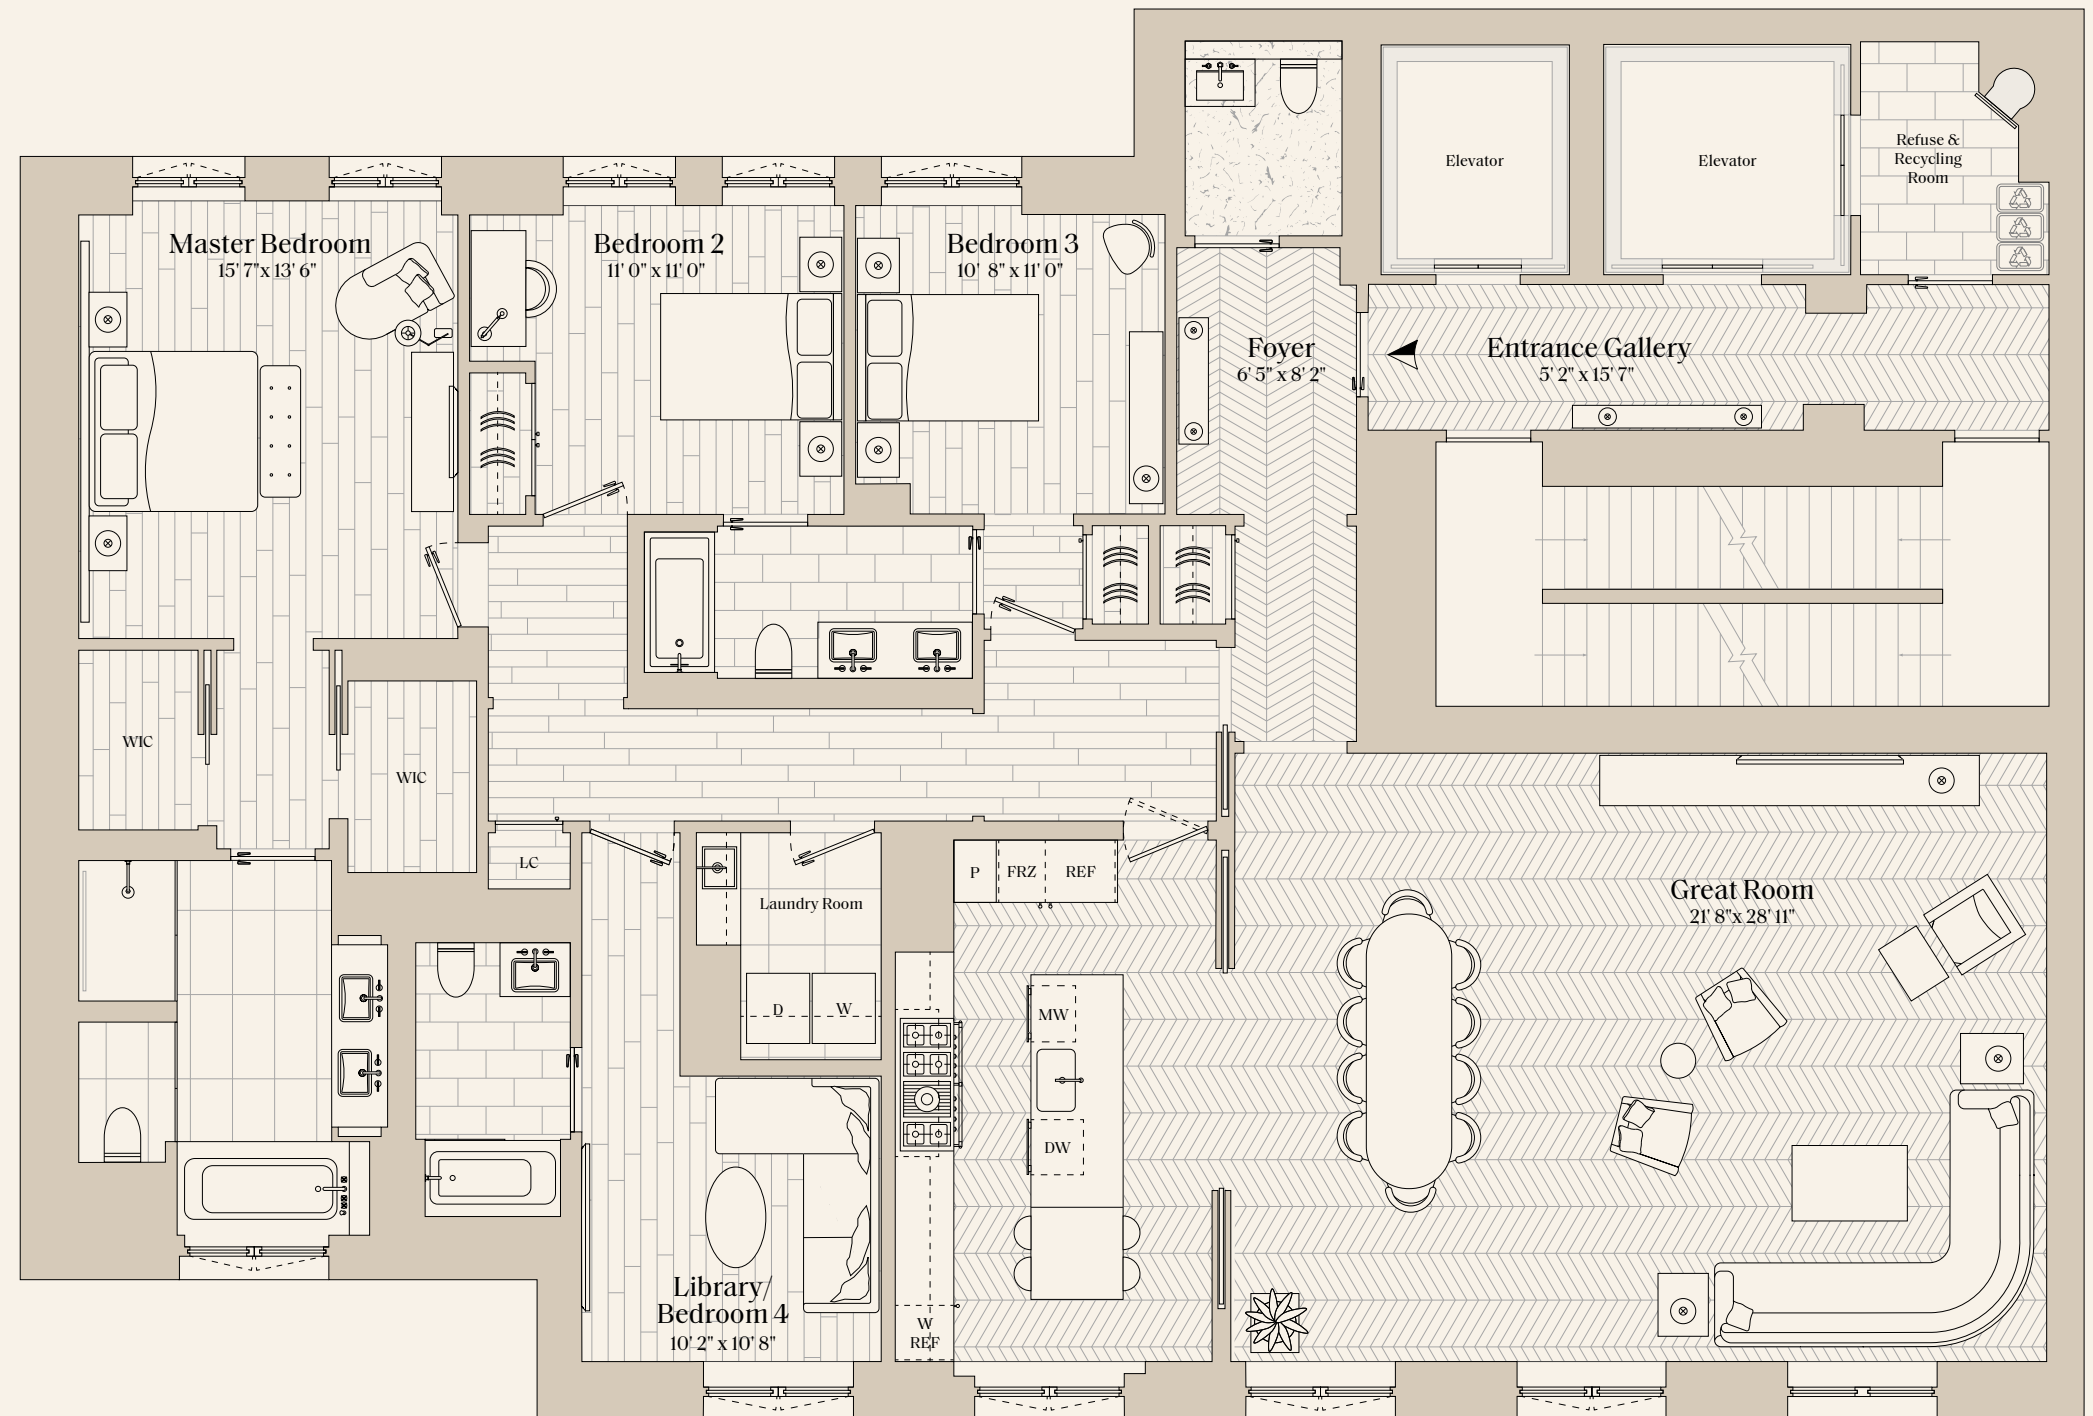 Elevator
Elevator
Refuse &
Recycling
Room
Master Bedroom
15' 7"x 13' 6"
Bedroom 2
11' 0" x 11' 0"
Bedroom 3
10' 8" x 11' 0"
Foyer
6' 5" x 8' 2"
Entrance Gallery
5' 2" x 15' 7"
WIC
WIC
LC
Laundry Room
D
W
P
FRZ
REF
Great Room
21' 8"x 28' 11"
MW
DW
Library/
Bedroom 4
10' 2" x 10' 8"
W
REF